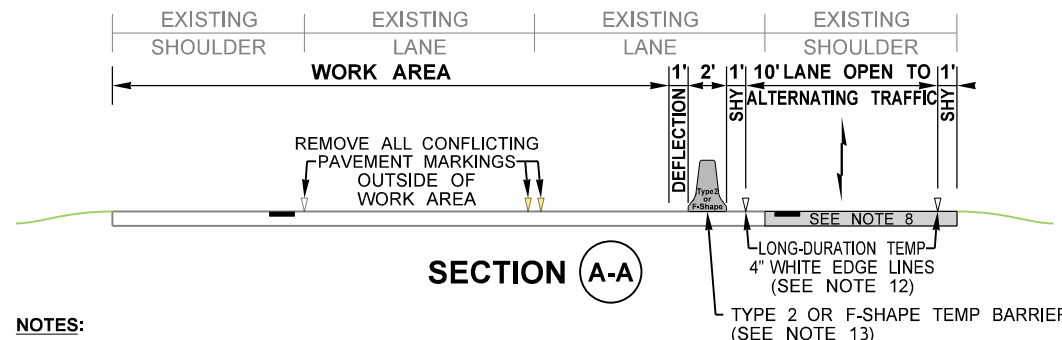 EXISTING EXISTING EXISTING EXISTING
SHOULDER LANE LANE SHOULDER
WORK AREA 1' 2' 1' 10' LANE OPEN TO 1'
ALTERNATING TRAFFIC
DEFLECTION
SHY
SHY
REMOVE ALL CONFLICTING
PAVEMENT MARKINGS
OUTSIDE OF
WORK AREA
Type 2
or
F-Shape
SEE NOTE 8
LONG-DURATION TEMP
4" WHITE EDGE LINES
(SEE NOTE 12)
SECTION A-A
TYPE 2 OR F-SHAPE TEMP BARRIER
(SEE NOTE 13)
NOTES: